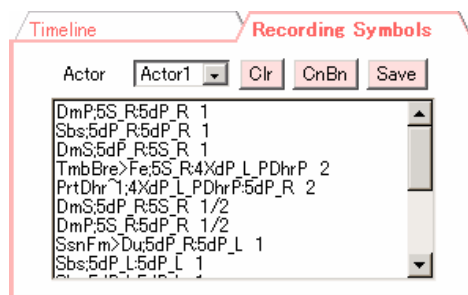 Timeline
Recording Symbols
Actor Actor1 Clr CnBn Save
DmP;5S_R:5dP_R 1
Sbs;5dP_R:5dP_R 1
DmS;5dP_R:5S_R 1
TmbBre>Fe;5S_R:4XdP_L_PDhrP 2
PrtDhr^1;4XdP_L_PDhrP:5dP_R 2
DmS;5dP_R:5S_R 1/2
DmP;5S_R:5dP_R 1/2
SsnFm>Du;5dP_R:5dP_L 1
Sbs;5dP_L:5dP_L 1